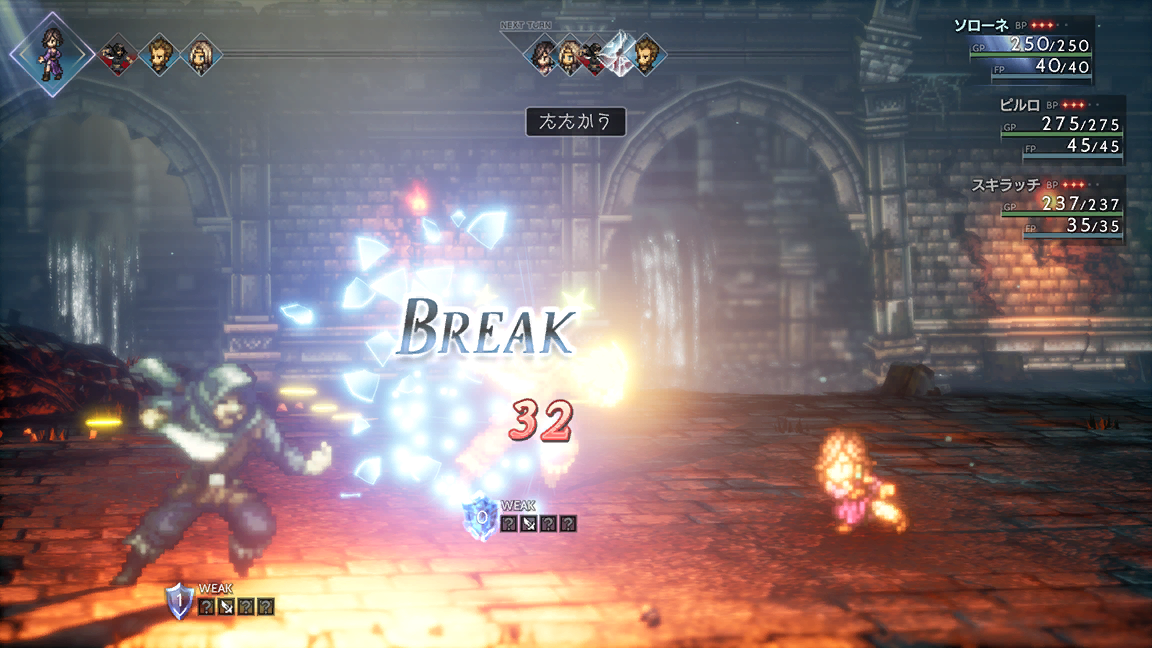 NEXT TURN
ソローネ BP
GP 250/250
FP 40/40
たたかう
ピルロ BP
GP 275/275
FP 45/45
スキラッチ BP
GP 237/237
FP 35/35
BREAK
32
0 WEAK
? ? ?
1 WEAK
? ? ?